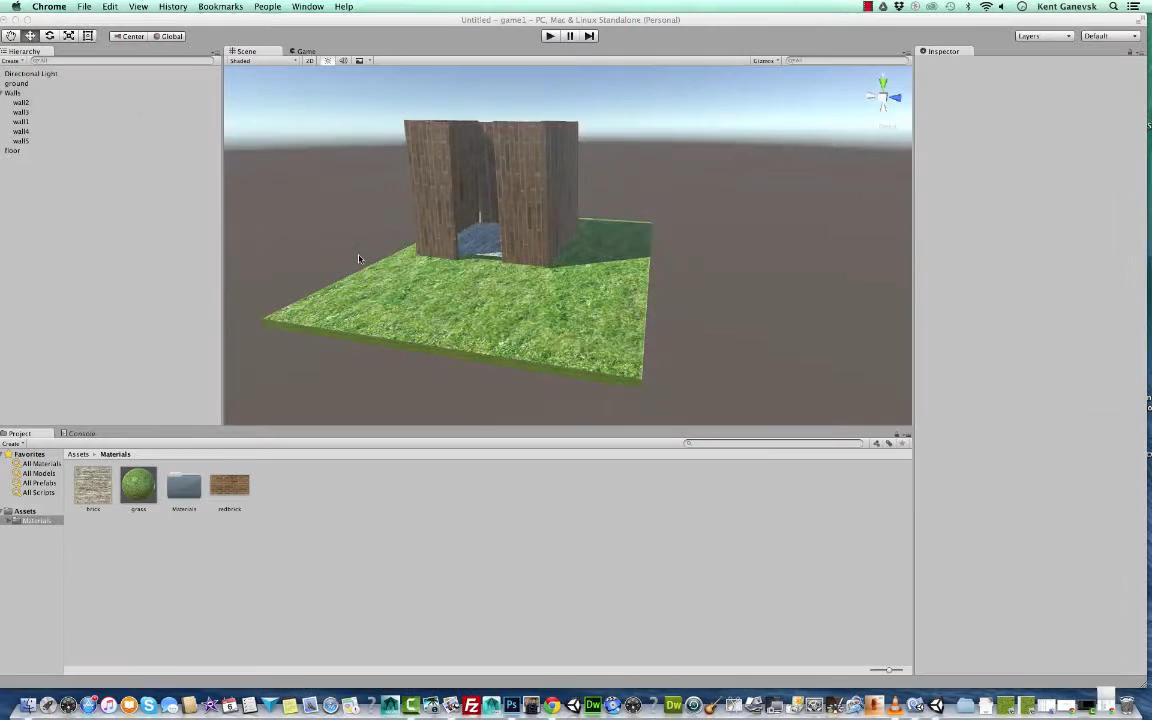 Chrome File Edit View History Bookmarks People Window Help Kent Ganevsk
Untitled - game1 - PC, Mac & Linux Standalone (Personal)
Center Global Layers Default
Hierarchy Scene Game Inspector
Create All Shaded 2D Gizmos All
Directional Light
ground
Walls
wall2
wall3
wall1
wall4
wall5
floor
Project Console
Create
Favorites Assets Materials
All Materials
All Models
All Prefabs
All Scripts
brick grass Materials redbrick
Assets
Materials